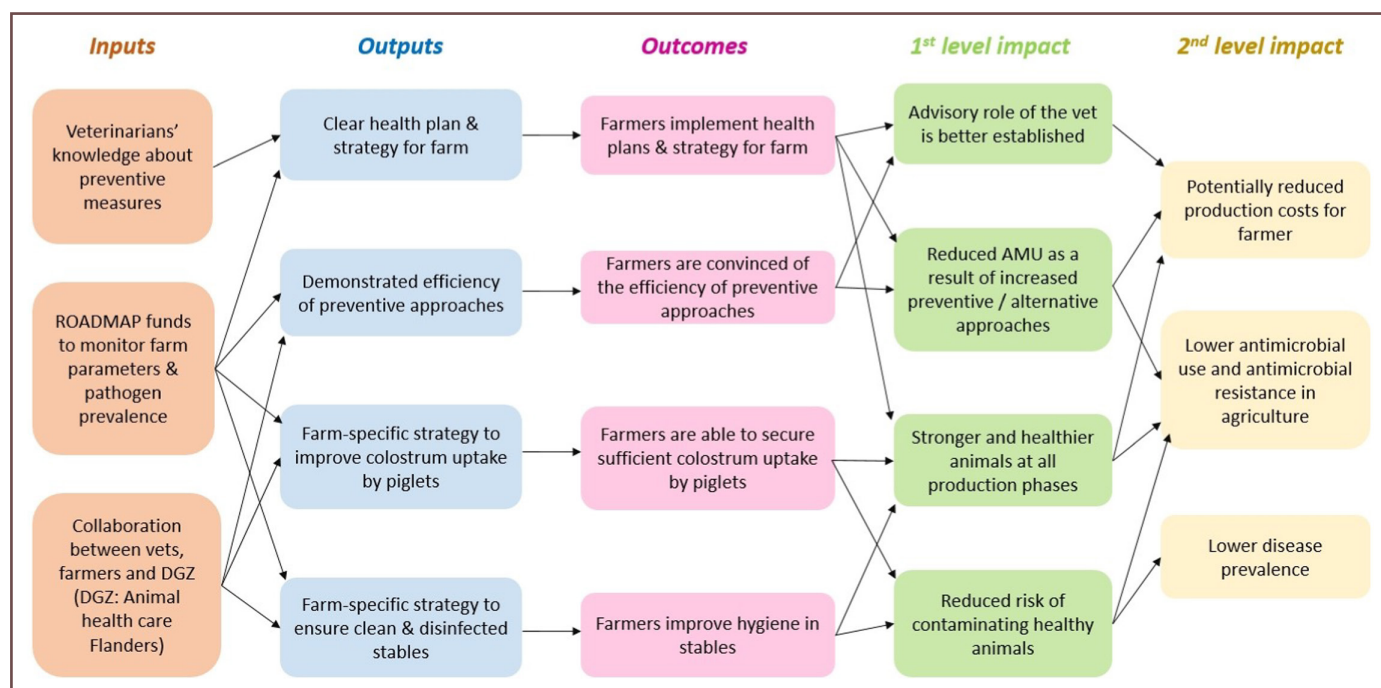 Inputs
Outputs
Outcomes
1st level impact
2nd level impact
Veterinarians'
knowledge about
preventive
measures
ROADMAP funds
to monitor farm
parameters &
pathogen
prevalence
Collaboration
between vets,
farmers and DGZ
(DGZ: Animal
health care
Flanders)
Clear health plan &
strategy for farm
Demonstrated efficiency
of preventive approaches
Farm-specific strategy to
improve colostrum uptake
by piglets
Farm-specific strategy to
ensure clean & disinfected
stables
Farmers implement health
plans & strategy for farm
Farmers are convinced of
the efficiency of preventive
approaches
Farmers are able to secure
sufficient colostrum uptake
by piglets
Farmers improve hygiene in
stables
Advisory role of the vet
is better established
Reduced AMU as a
result of increased
preventive / alternative
approaches
Stronger and healthier
animals at all
production phases
Reduced risk of
contaminating healthy
animals
Potentially reduced
production costs for
farmer
Lower antimicrobial
use and antimicrobial
resistance in
agriculture
Lower disease
prevalence